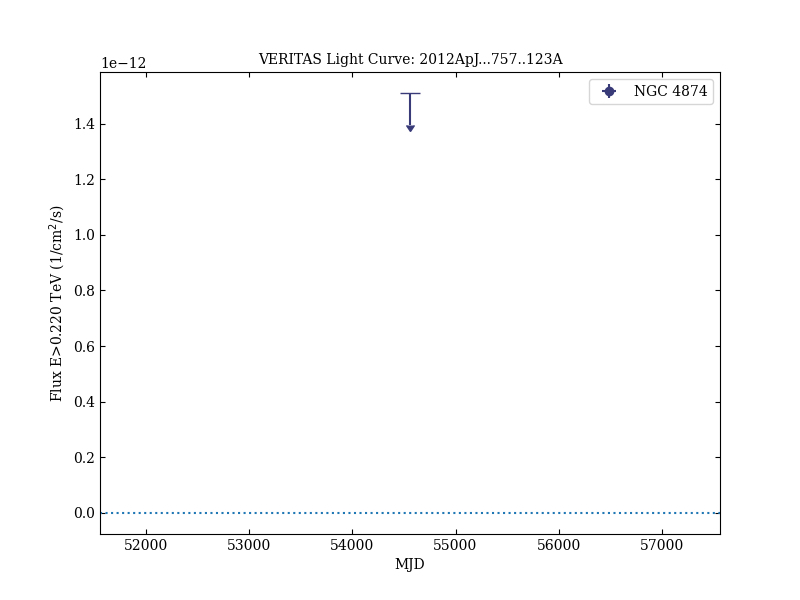 VERITAS Light Curve: 2012ApJ...757..123A
1e−12
NGC 4874
1.4
1.2
1.0
0.8
0.6
0.4
0.2
0.0
Flux E>0.220 TeV (1/cm²/s)
52000 53000 54000 55000 56000 57000
MJD